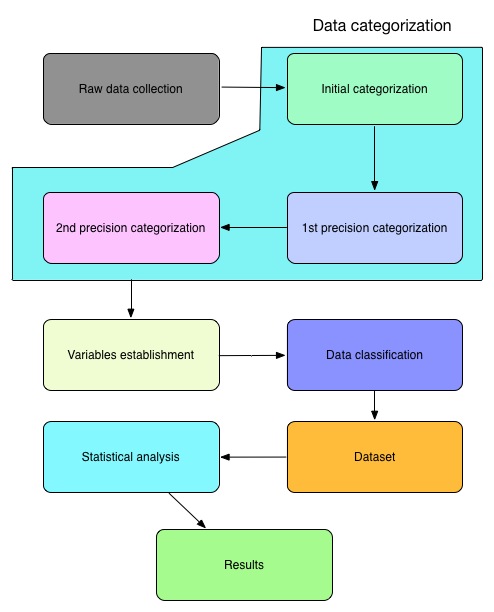 Data categorization
Raw data collection
Initial categorization
2nd precision categorization
1st precision categorization
Variables establishment
Data classification
Statistical analysis
Dataset
Results